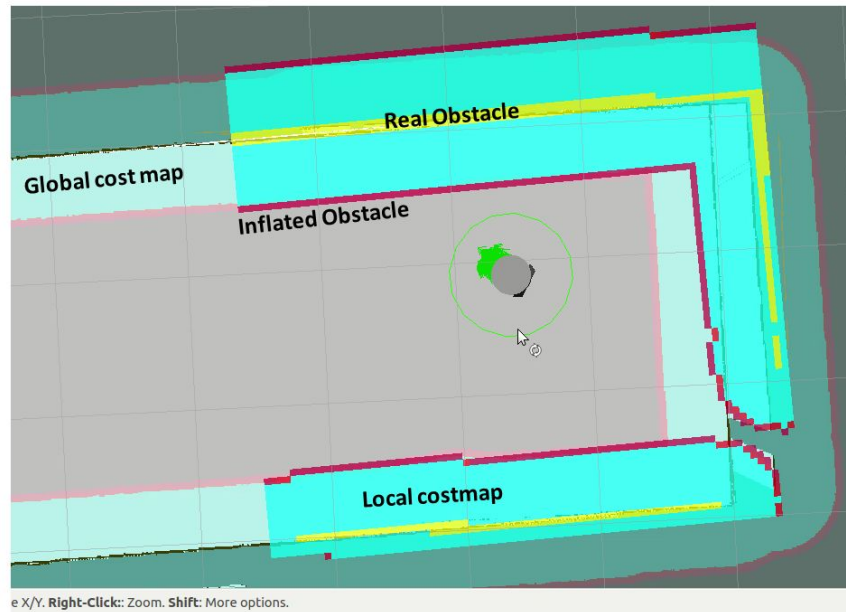 Real Obstacle
Global cost map
Inflated Obstacle
Local costmap
e X/Y. Right-Click:: Zoom. Shift: More options.